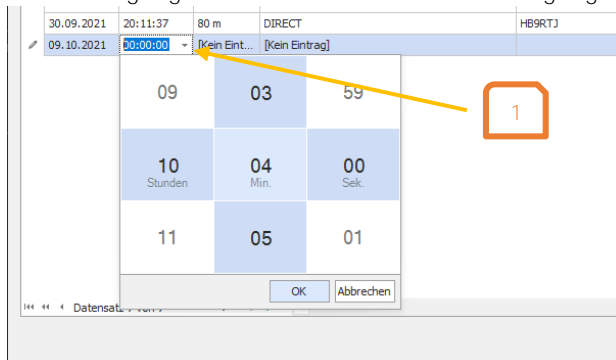 30.09.2021 20:11:37 80 m DIRECT HB9RTJ
09.10.2021 00:00:00 [Kein Eint... [Kein Eintrag]
09 03 59
1
10 04 00
Stunden Min. Sek.
11 05 01
OK Abbrechen